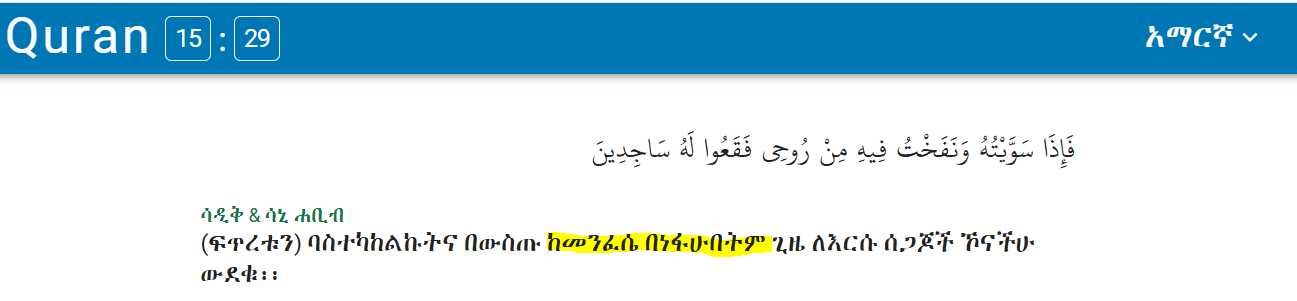 Quran 15 : 29 አማርኛ
فَإِذَا سَوَّيْتُهُ وَنَفَخْتُ فِيهِ مِنْ رُوحِى فَقَعُوا لَهُ سَاجِدِينَ
ሳዲቅ & ሳኒ ሐቢብ
(ፍጥረቱን) ባስተካከልኩትና በውስጡ ከመንፈሴ በነፋሁበትም ጊዜ ለእርሱ ሰጋጆች ኾናችሁ
ውደቁ፡፡